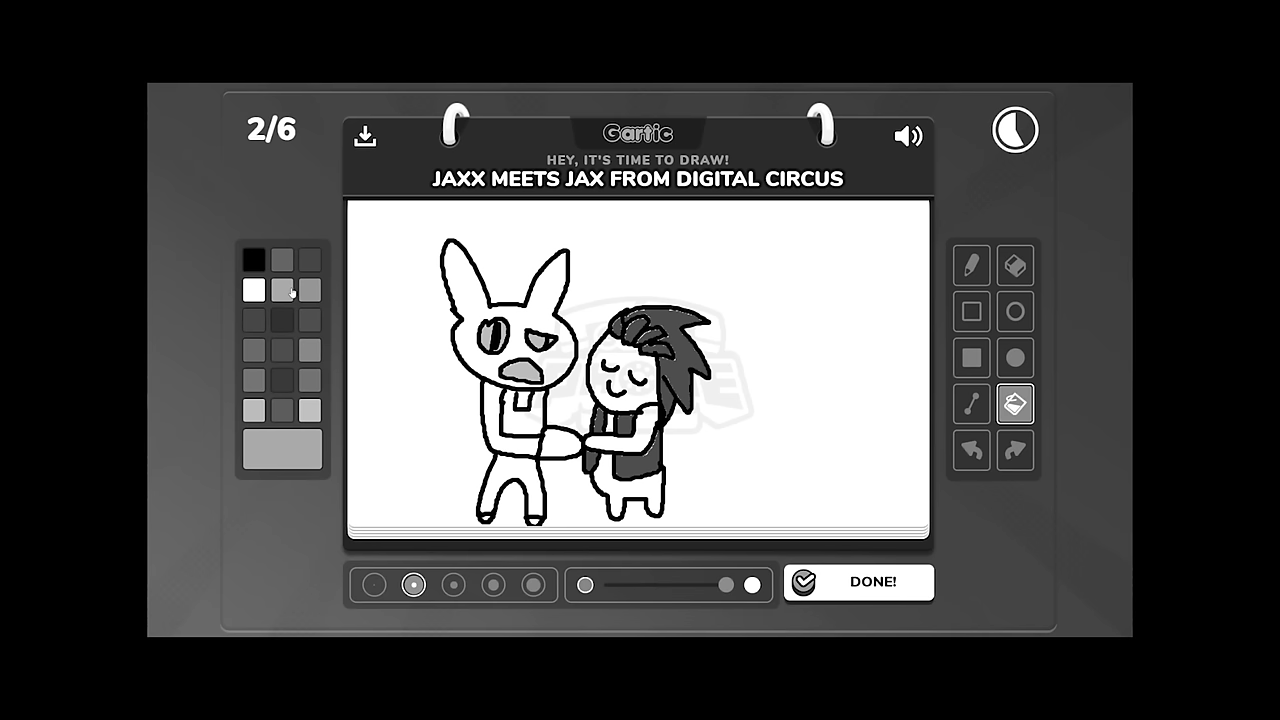 2/6
Gartic
HEY, IT'S TIME TO DRAW!
JAXX MEETS JAX FROM DIGITAL CIRCUS
DONE!